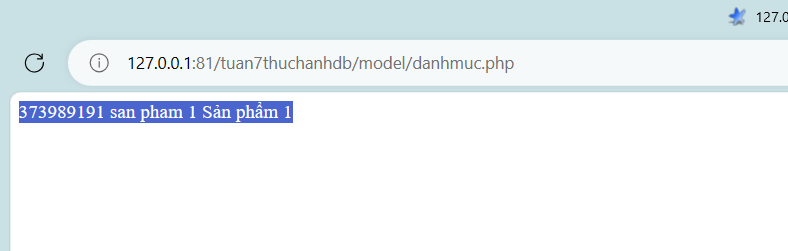 127.0
127.0.0.1:81/tuan7thuchanhdb/model/danhmuc.php
373989191 san pham 1 Sản phẩm 1